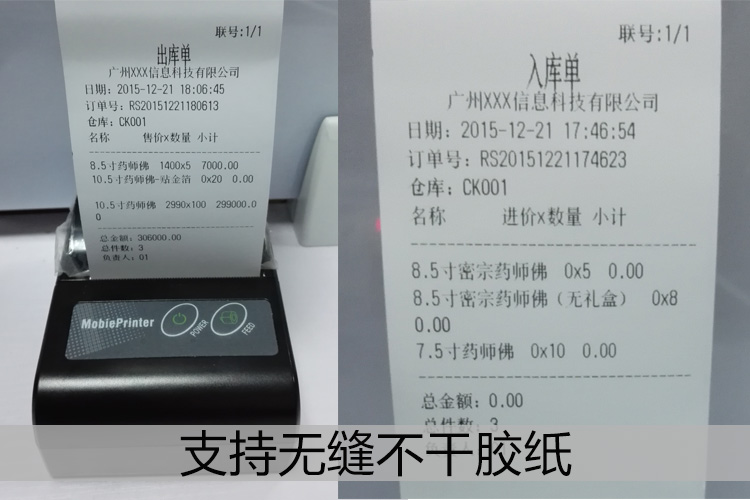 联号:1/1
出库单
广州XXX信息科技有限公司
日期: 2015-12-21 18:06:45
订单号: RS20151221180613
仓库: CK001
名称 售价x数量 小计
8.5寸药师佛 1400x5 7000.00
10.5寸药师佛-贴金箔 0x20 0.00
10.5寸药师佛 2990x100 299000.0
0
总金额: 306000.00
总件数: 3
负责人: 01
MobiePrinter
POWER
FEED
联号:1/1
入库单
广州XXX信息科技有限公司
日期: 2015-12-21 17:46:54
订单号: RS20151221174623
仓库: CK001
名称 进价x数量 小计
8.5寸密宗药师佛 0x5 0.00
8.5寸密宗药师佛（无礼盒） 0x8
0.00
7.5寸药师佛 0x10 0.00
总金额: 0.00
总件数: 3
支持无缝不干胶纸